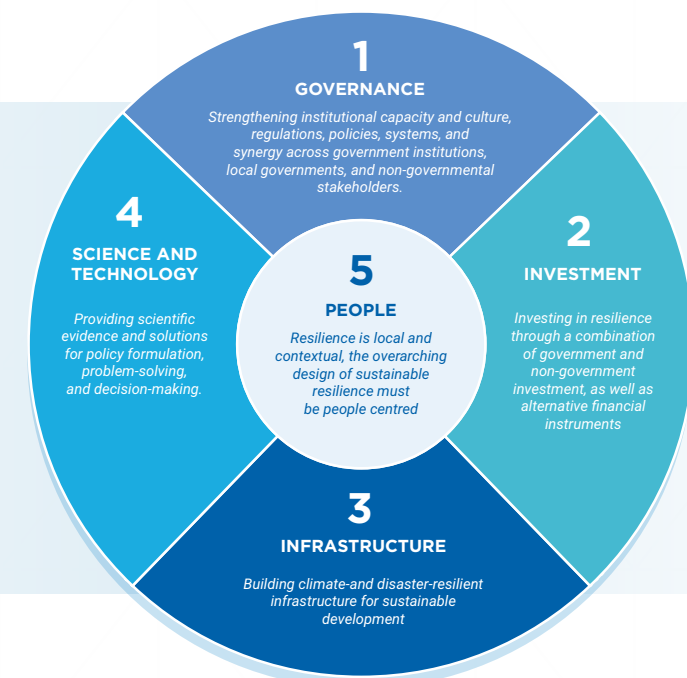 1
GOVERNANCE
Strengthening institutional capacity and culture,
regulations, policies, systems, and
synergy across government institutions,
local governments, and non-governmental
stakeholders.
2
INVESTMENT
Investing in resilience
through a combination
of government and
non-government
investment, as well as
alternative financial
instruments
3
INFRASTRUCTURE
Building climate-and disaster-resilient
infrastructure for sustainable
development
4
SCIENCE AND
TECHNOLOGY
Providing scientific
evidence and solutions
for policy formulation,
problem-solving,
and decision-making.
5
PEOPLE
Resilience is local and
contextual, the overarching
design of sustainable
resilience must
be people centred